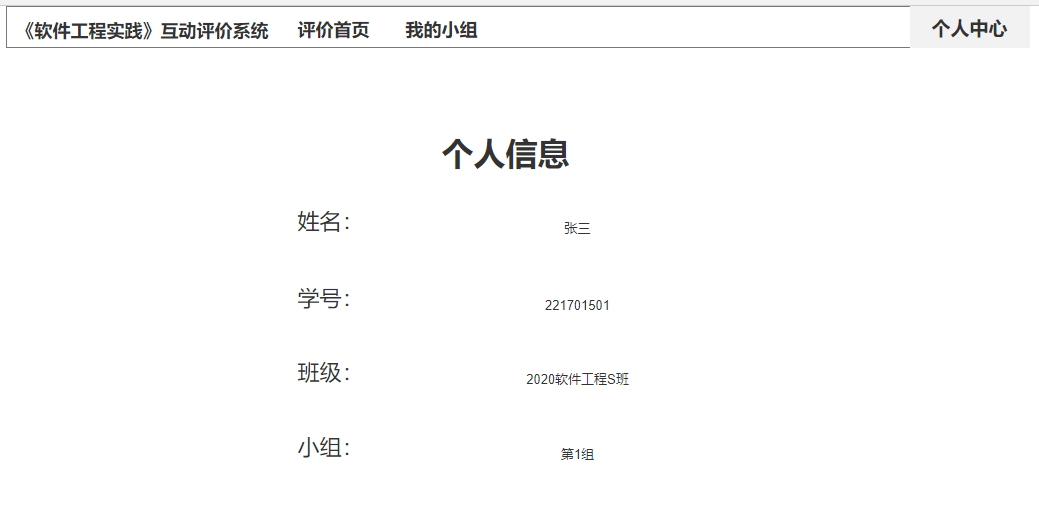 《软件工程实践》互动评价系统 评价首页 我的小组 个人中心
个人信息
姓名： 张三
学号： 221701501
班级： 2020软件工程S班
小组： 第1组